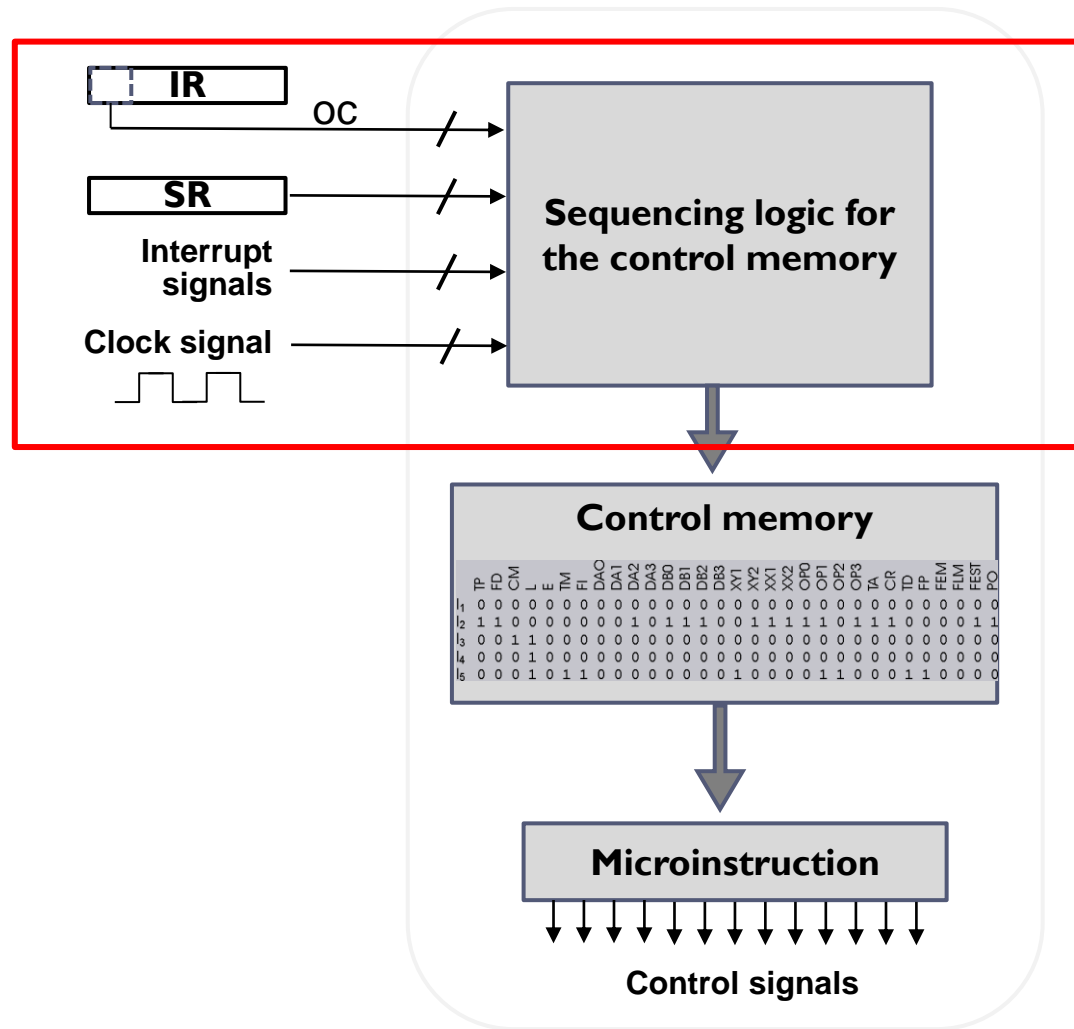 IR
OC
SR
Interrupt
signals
Clock signal
Sequencing logic for
the control memory
Control memory
TP FD CM L E TM FI DAO DA1 DA2 DA3 DB0 DB1 DB2 DB3 XY1 XY2 XX1 XX2 OP0 OP1 OP2 OP3 TA CR TD FP FEM FLM FEST PO
I₁ 0 0 0 0 0 0 0 0 0 0 0 0 0 0 0 0 0 0 0 0 0 0 0 0 0 0 0 0 0 0 0
I₂ 1 1 0 0 0 0 0 0 0 1 0 1 1 1 0 0 1 1 1 1 1 0 1 1 1 0 0 0 0 1 1
I₃ 0 0 1 1 0 0 0 0 0 0 0 0 0 0 0 0 0 0 0 0 0 0 0 0 0 0 0 0 0 0 0
I₄ 0 0 0 1 0 0 0 0 0 0 0 0 0 0 0 0 0 0 0 0 0 0 0 0 0 0 0 0 0 0 0
I₅ 0 0 0 1 0 1 1 0 0 0 0 0 0 0 0 1 0 0 0 0 1 1 0 0 0 1 1 0 0 0 0
Microinstruction
Control signals